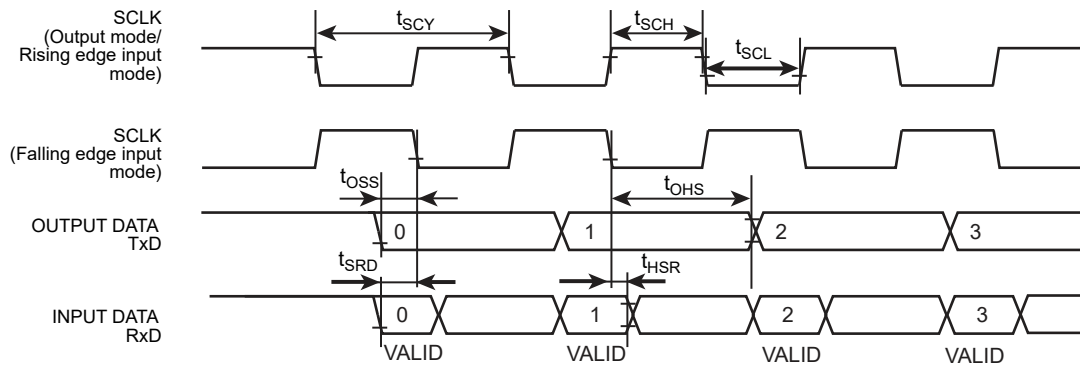 SCLK
(Output mode/
Rising edge input
mode)
tSCY
tSCH
tSCL
SCLK
(Falling edge input
mode)
tOSS
tOHS
OUTPUT DATA
TxD
0
1
2
3
tSRD
tHSR
INPUT DATA
RxD
0
1
2
3
VALID
VALID
VALID
VALID